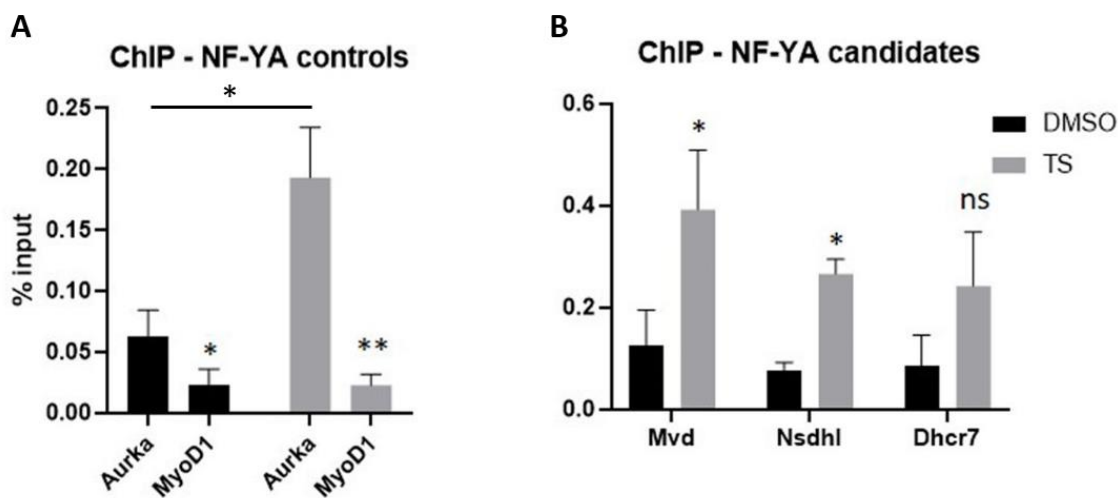 A
ChIP - NF-YA controls
*
0.25
0.20
0.15
0.10
0.05
0.00
% input
*
**
Aurka
MyoD1
Aurka
MyoD1
B
ChIP - NF-YA candidates
0.6
0.4
0.2
0.0
*
*
ns
DMSO
TS
Mvd
Nsdhl
Dhcr7